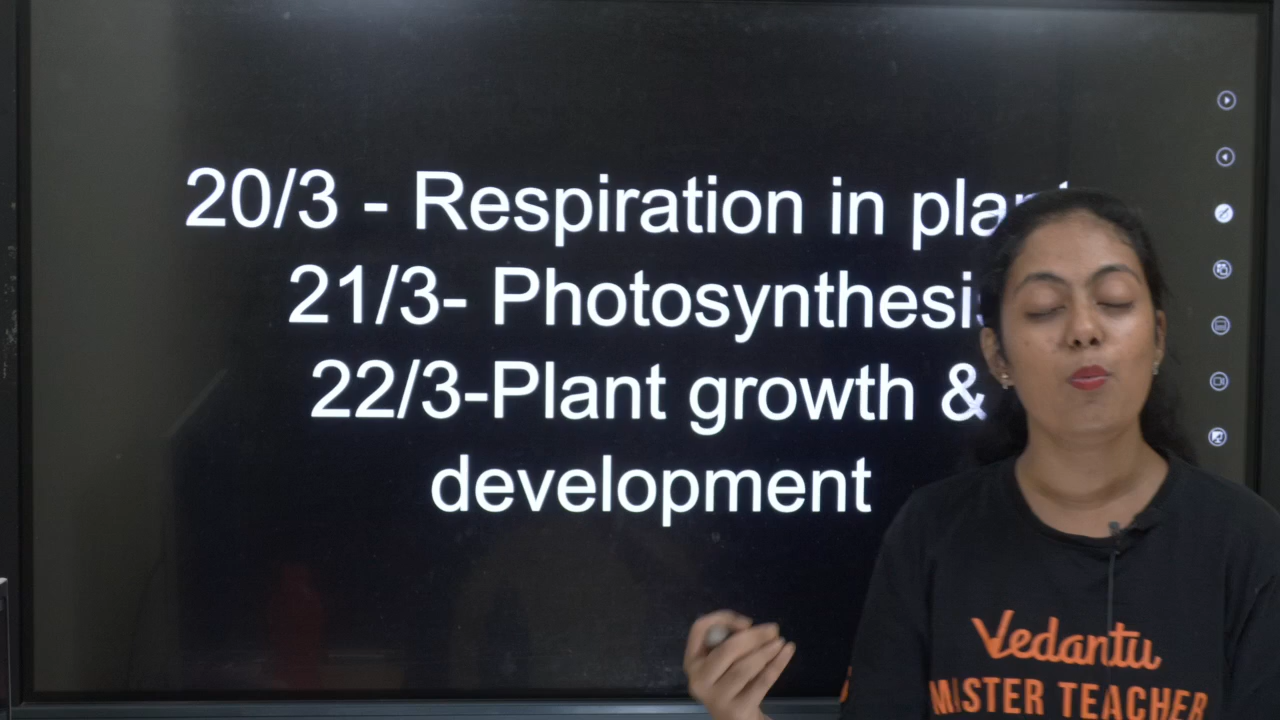 20/3 - Respiration in
21/3- Photosynthesis
22/3-Plant growth &
development
Vedantu
MASTER TEACHER